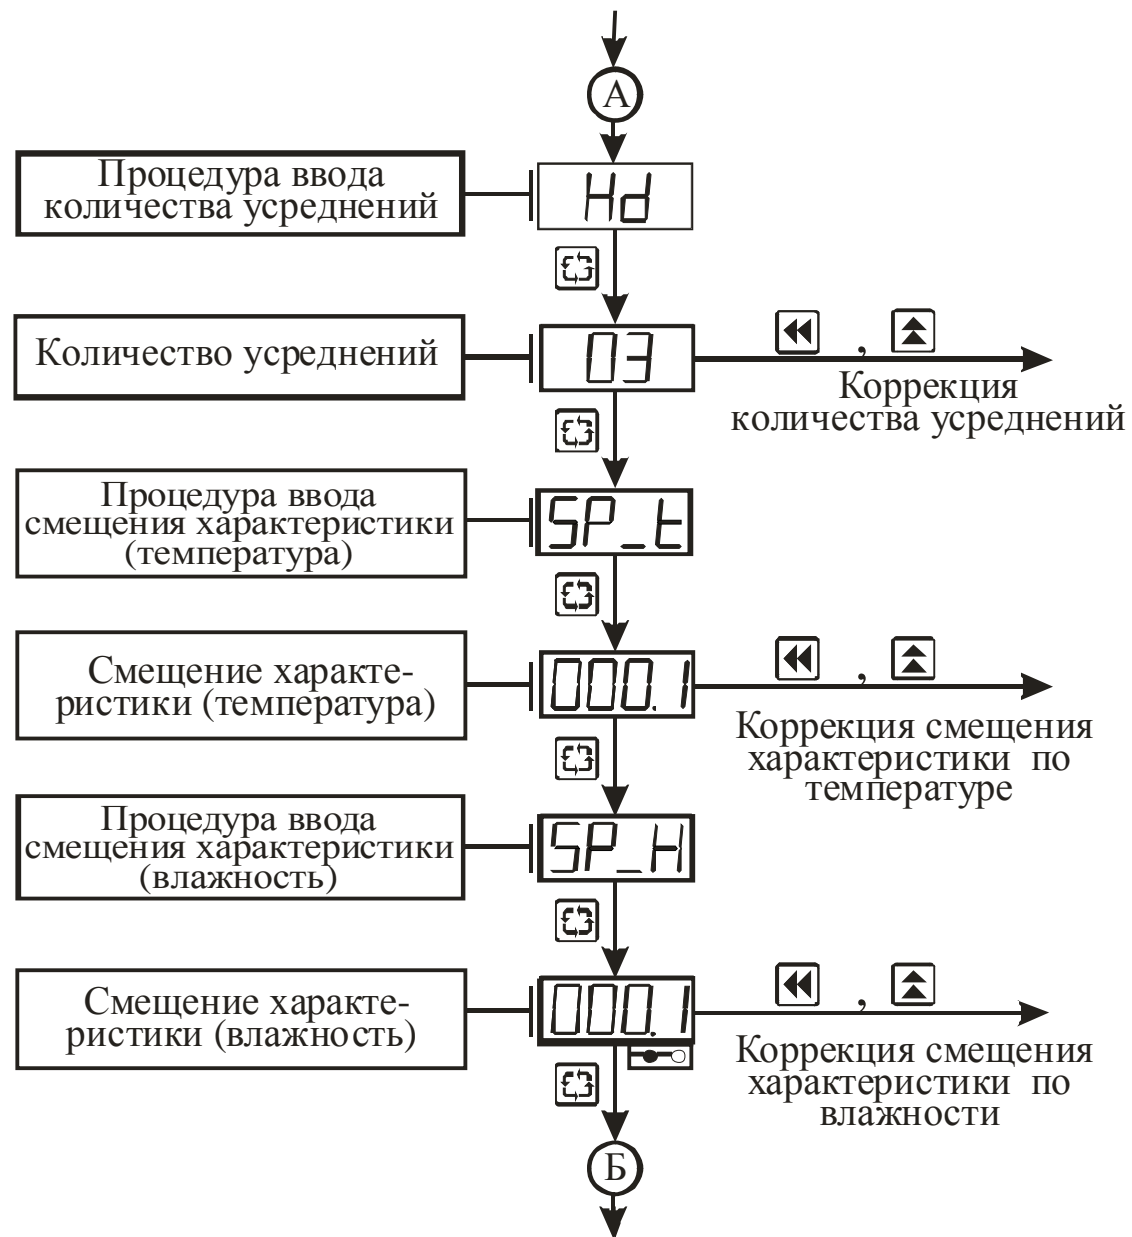 А
Процедура ввода
количества усреднений
Hd
Количество усреднений
03
,
Коррекция
количества усреднений
Процедура ввода
смещения характеристики
(температура)
SP_t
Смещение характе-
ристики (температура)
000.1
,
Коррекция смещения
характеристики по
температуре
Процедура ввода
смещения характеристики
(влажность)
SP_H
Смещение характе-
ристики (влажность)
000.1
,
Коррекция смещения
характеристики по
влажности
Б